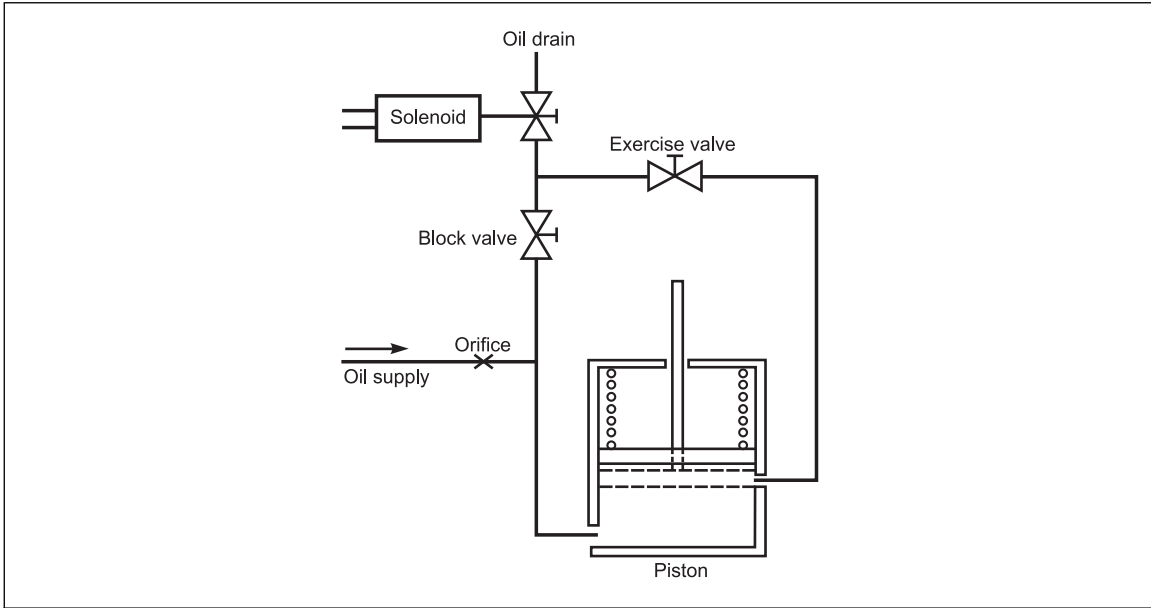 Oil drain
Solenoid
Exercise valve
Block valve
Orifice
Oil supply
Piston